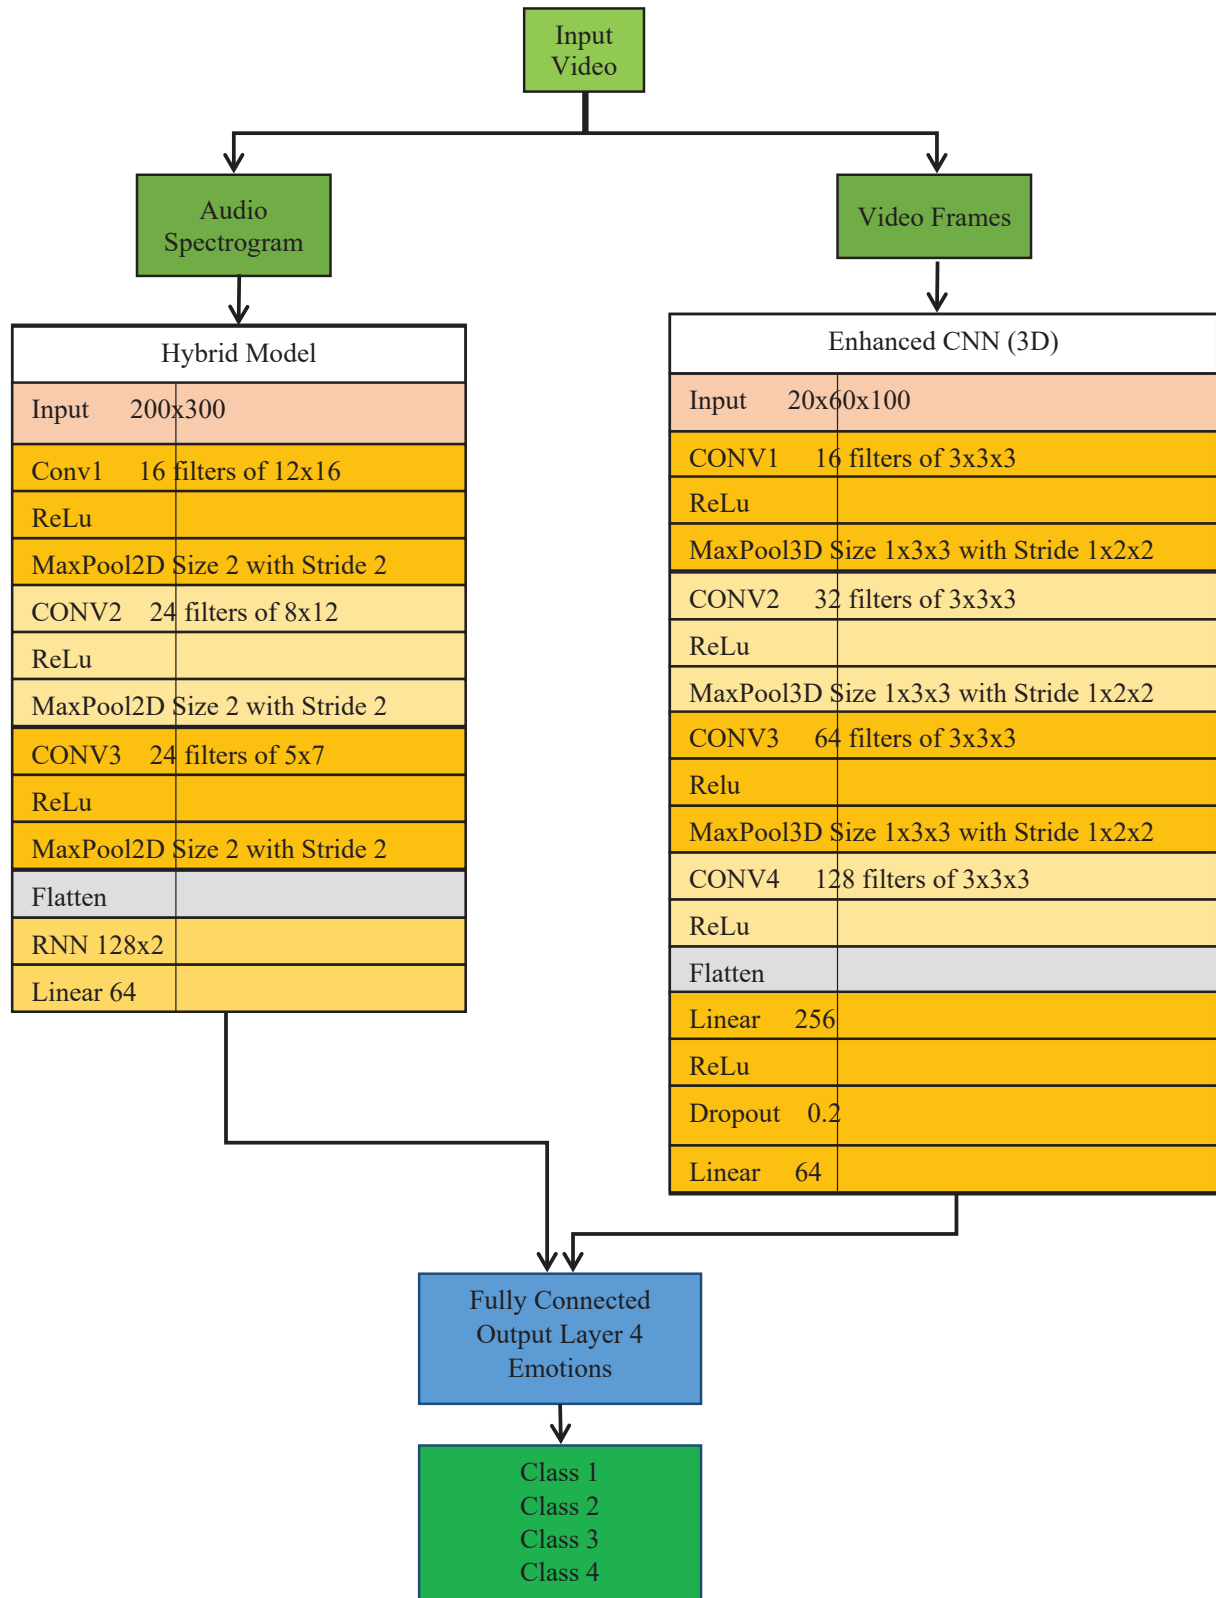 Input
Video
Audio
Spectrogram
Video Frames
Hybrid Model
Input 200x300
Conv1 16 filters of 12x16
ReLu
MaxPool2D Size 2 with Stride 2
CONV2 24 filters of 8x12
ReLu
MaxPool2D Size 2 with Stride 2
CONV3 24 filters of 5x7
ReLu
MaxPool2D Size 2 with Stride 2
Flatten
RNN 128x2
Linear 64
Enhanced CNN (3D)
Input 20x60x100
CONV1 16 filters of 3x3x3
ReLu
MaxPool3D Size 1x3x3 with Stride 1x2x2
CONV2 32 filters of 3x3x3
ReLu
MaxPool3D Size 1x3x3 with Stride 1x2x2
CONV3 64 filters of 3x3x3
Relu
MaxPool3D Size 1x3x3 with Stride 1x2x2
CONV4 128 filters of 3x3x3
ReLu
Flatten
Linear 256
ReLu
Dropout 0.2
Linear 64
Fully Connected
Output Layer 4
Emotions
Class 1
Class 2
Class 3
Class 4